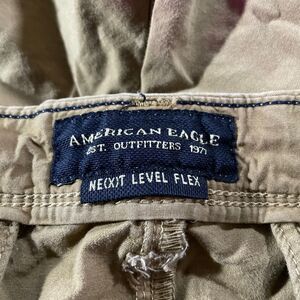 AMERICAN EAGLE
EST. OUTFITTERS 1977
NE(X)T LEVEL FLEX